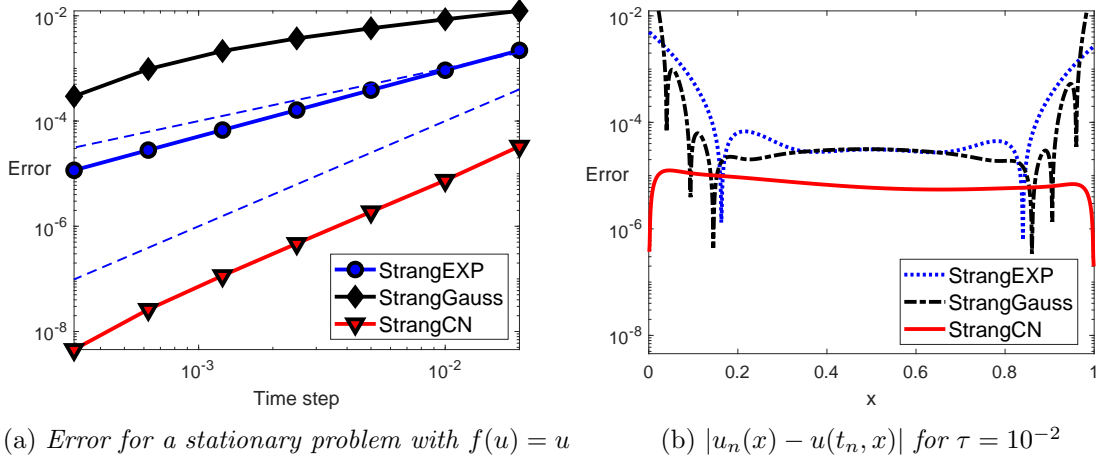 10^-2
10^-4
Error
10^-6
10^-8
10^-3
10^-2
Time step
StrangEXP
StrangGauss
StrangCN
(a) Error for a stationary problem with f(u) = u
10^-2
10^-4
Error
10^-6
10^-8
0
0.2
0.4
0.6
0.8
1
x
StrangEXP
StrangGauss
StrangCN
(b) |u_n(x) − u(t_n, x)| for τ = 10^-2